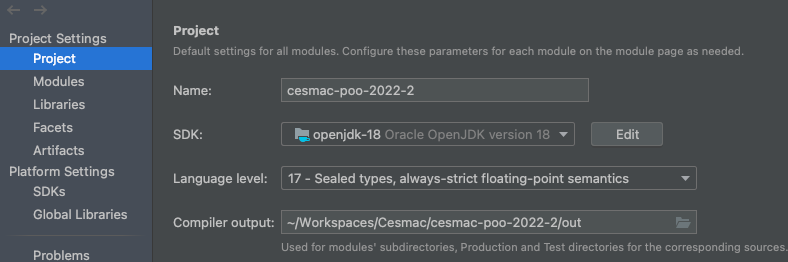 Project Settings
Project
Modules
Libraries
Facets
Artifacts
Platform Settings
SDKs
Global Libraries
Problems
Project
Default settings for all modules. Configure these parameters for each module on the module page as needed.
Name: cesmac-poo-2022-2
SDK: openjdk-18 Oracle OpenJDK version 18 Edit
Language level: 17 - Sealed types, always-strict floating-point semantics
Compiler output: ~/Workspaces/Cesmac/cesmac-poo-2022-2/out
Used for modules' subdirectories, Production and Test directories for the corresponding sources.